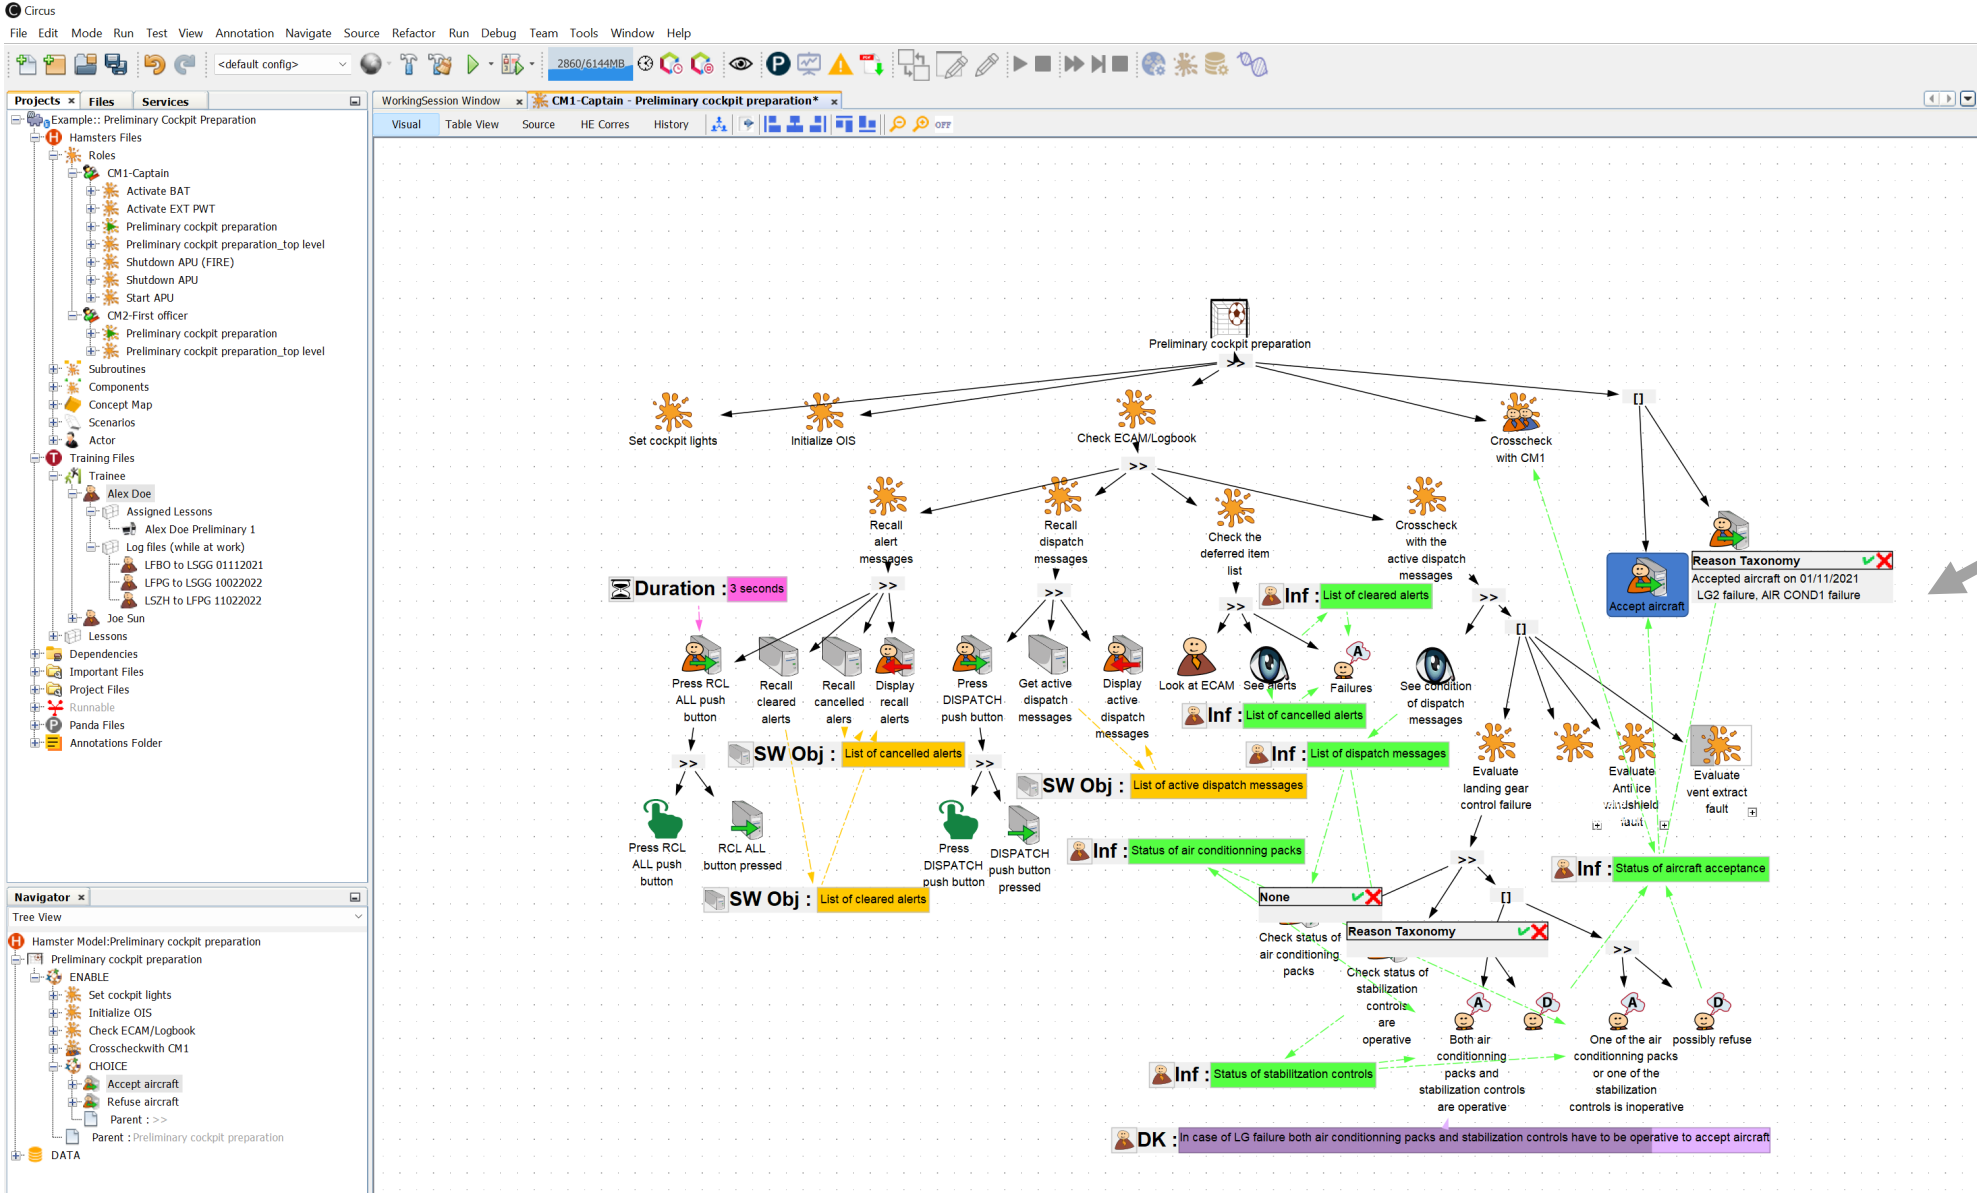 Circus
File Edit Mode Run Test View Annotation Navigate Source Refactor Run Debug Team Tools Window Help
<default config>
2860/6144MB
Projects Files Services
WorkingSession Window CM1-Captain - Preliminary cockpit preparation*
Visual Table View Source HE Corres History OFF
Example:: Preliminary Cockpit Preparation
Hamsters Files
Roles
CM1-Captain
Activate BAT
Activate EXT PWT
Preliminary cockpit preparation
Preliminary cockpit preparation_top level
Shutdown APU (FIRE)
Shutdown APU
Start APU
CM2-First officer
Preliminary cockpit preparation
Preliminary cockpit preparation_top level
Subroutines
Components
Concept Map
Scenarios
Actor
Training Files
Trainee
Alex Doe
Assigned Lessons
Alex Doe Preliminary 1
Log files (while at work)
LFBO to LSGG 01112021
LFPG to LSGG 10022022
LSZH to LFPG 11022022
Joe Sun
Lessons
Dependencies
Important Files
Project Files
Runnable
Panda Files
Annotations Folder
Navigator
Tree View
Hamster Model:Preliminary cockpit preparation
Preliminary cockpit preparation
ENABLE
Set cockpit lights
Initialize OIS
Check ECAM/Logbook
Crosscheckwith CM1
CHOICE
Accept aircraft
Refuse aircraft
Parent : >>
Parent : Preliminary cockpit preparation
DATA
Preliminary cockpit preparation
>>
[]
Set cockpit lights
Initialize OIS
Check ECAM/Logbook
Crosscheck
with CM1
>>
Recall
alert
messages
Recall
dispatch
messages
Check the
deferred item
list
Crosscheck
with the
active dispatch
messages
Accept aircraft
Reason Taxonomy
Accepted aircraft on 01/11/2021
LG2 failure, AIR COND1 failure
Duration : 3 seconds
>>
>>
>>
Inf : List of cleared alerts
>>
[]
Press RCL
ALL push
button
Recall
cleared
alerts
Recall
cancelled
alers
Display
recall
alerts
Press
DISPATCH
push button
Get active
dispatch
messages
Display
active
dispatch
messages
Look at ECAM
See alerts
A
Failures
See condition
of dispatch
messages
Inf : List of cancelled alerts
>>
SW Obj : List of cancelled alerts
>>
Inf : List of dispatch messages
SW Obj : List of active dispatch messages
Evaluate
landing gear
control failure
Evaluate
Antiice
windshield
fault
Evaluate
vent extract
fault
Press RCL
ALL push
button
RCL ALL
button pressed
Press
DISPATCH
push button
DISPATCH
push button
pressed
Inf : Status of air conditionning packs
>>
Inf : Status of aircraft acceptance
SW Obj : List of cleared alerts
None
[]
Check status of
air conditioning
packs
Reason Taxonomy
>>
Check status of
stabilization
controls
are
operative
A
Both air
conditionning
packs and
stabilization controls
are operative
D
A
One of the air
conditionning packs
or one of the
stabilization
controls is inoperative
D
possibly refuse
Inf : Status of stabilitzation controls
DK : In case of LG failure both air conditionning packs and stabilization controls have to be operative to accept aircraft